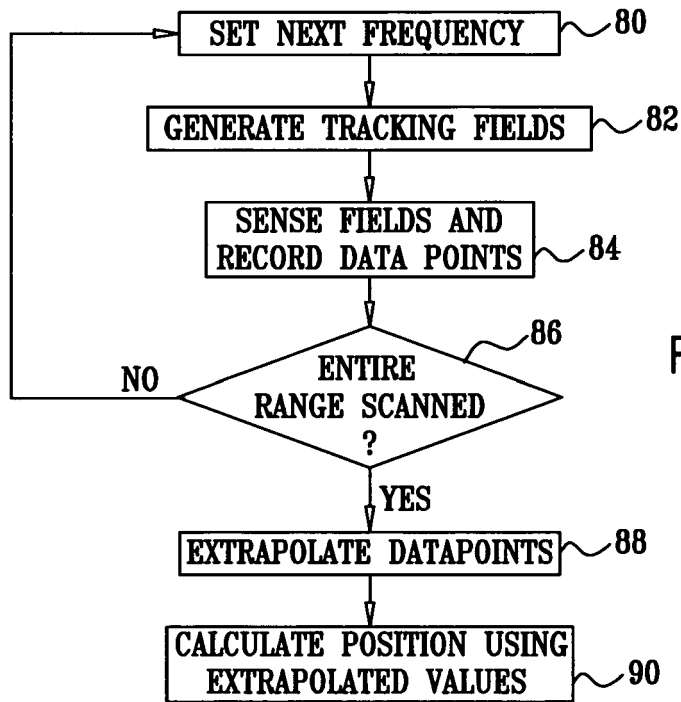 SET NEXT FREQUENCY
80
GENERATE TRACKING FIELDS
82
SENSE FIELDS AND
RECORD DATA POINTS
84
86
ENTIRE
RANGE SCANNED
?
NO
YES
EXTRAPOLATE DATAPOINTS
88
CALCULATE POSITION USING
EXTRAPOLATED VALUES
90